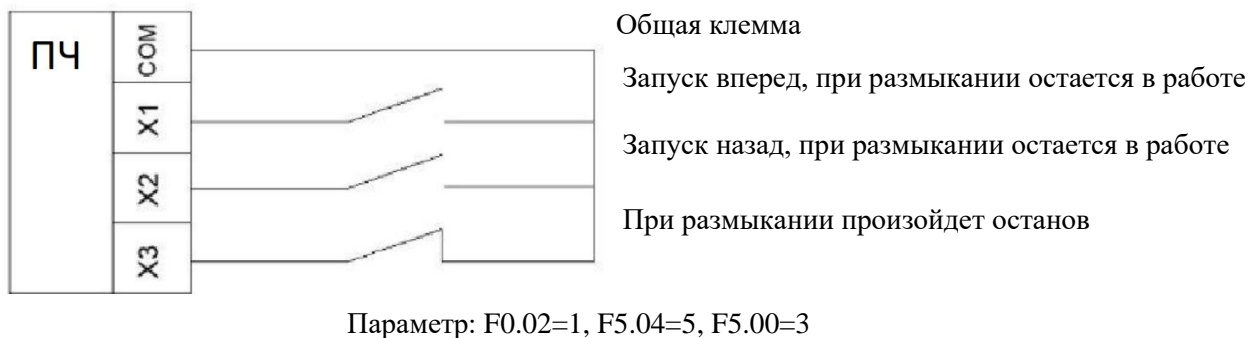 ПЧ
COM
X1
X2
X3
Общая клемма
Запуск вперед, при размыкании остается в работе
Запуск назад, при размыкании остается в работе
При размыкании произойдет останов
Параметр: F0.02=1, F5.04=5, F5.00=3